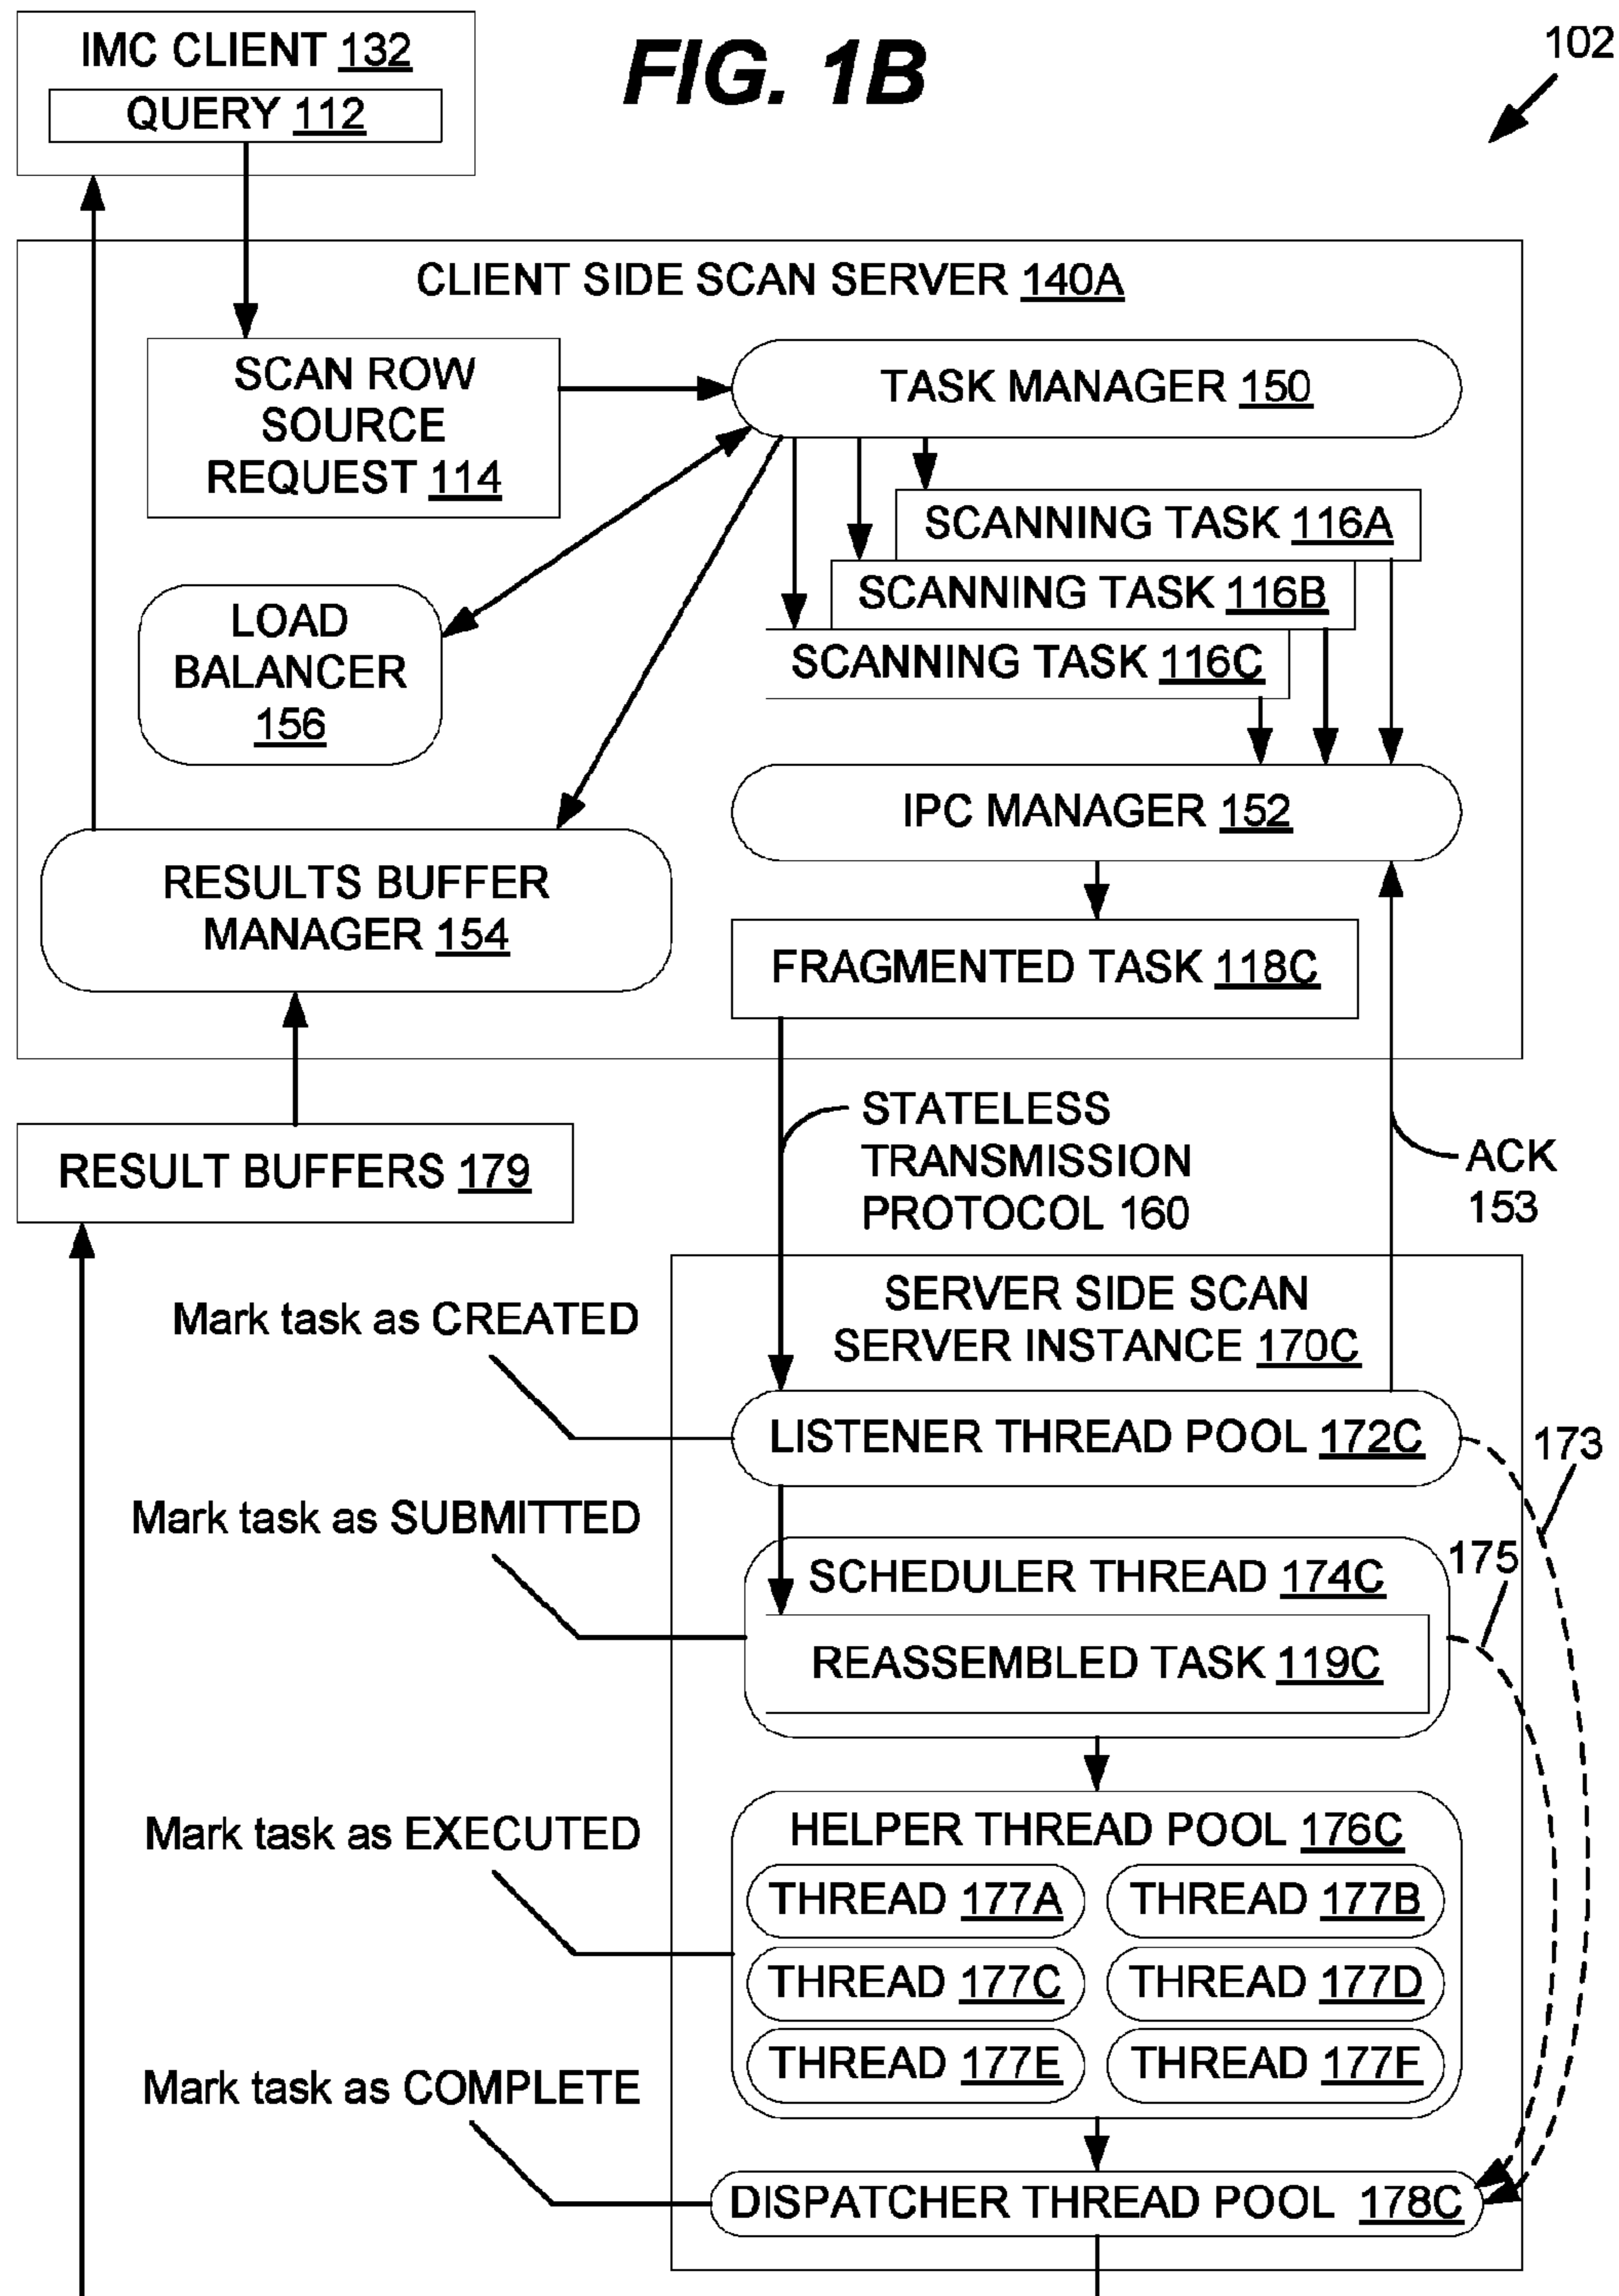 FIG. 1B
102
IMC CLIENT 132
QUERY 112
CLIENT SIDE SCAN SERVER 140A
SCAN ROW
SOURCE
REQUEST 114
TASK MANAGER 150
SCANNING TASK 116A
SCANNING TASK 116B
SCANNING TASK 116C
LOAD
BALANCER
156
IPC MANAGER 152
RESULTS BUFFER
MANAGER 154
FRAGMENTED TASK 118C
STATELESS
TRANSMISSION
PROTOCOL 160
ACK
153
RESULT BUFFERS 179
SERVER SIDE SCAN
SERVER INSTANCE 170C
Mark task as CREATED
LISTENER THREAD POOL 172C
173
Mark task as SUBMITTED
175
SCHEDULER THREAD 174C
REASSEMBLED TASK 119C
Mark task as EXECUTED
HELPER THREAD POOL 176C
THREAD 177A
THREAD 177B
THREAD 177C
THREAD 177D
THREAD 177E
THREAD 177F
Mark task as COMPLETE
DISPATCHER THREAD POOL 178C